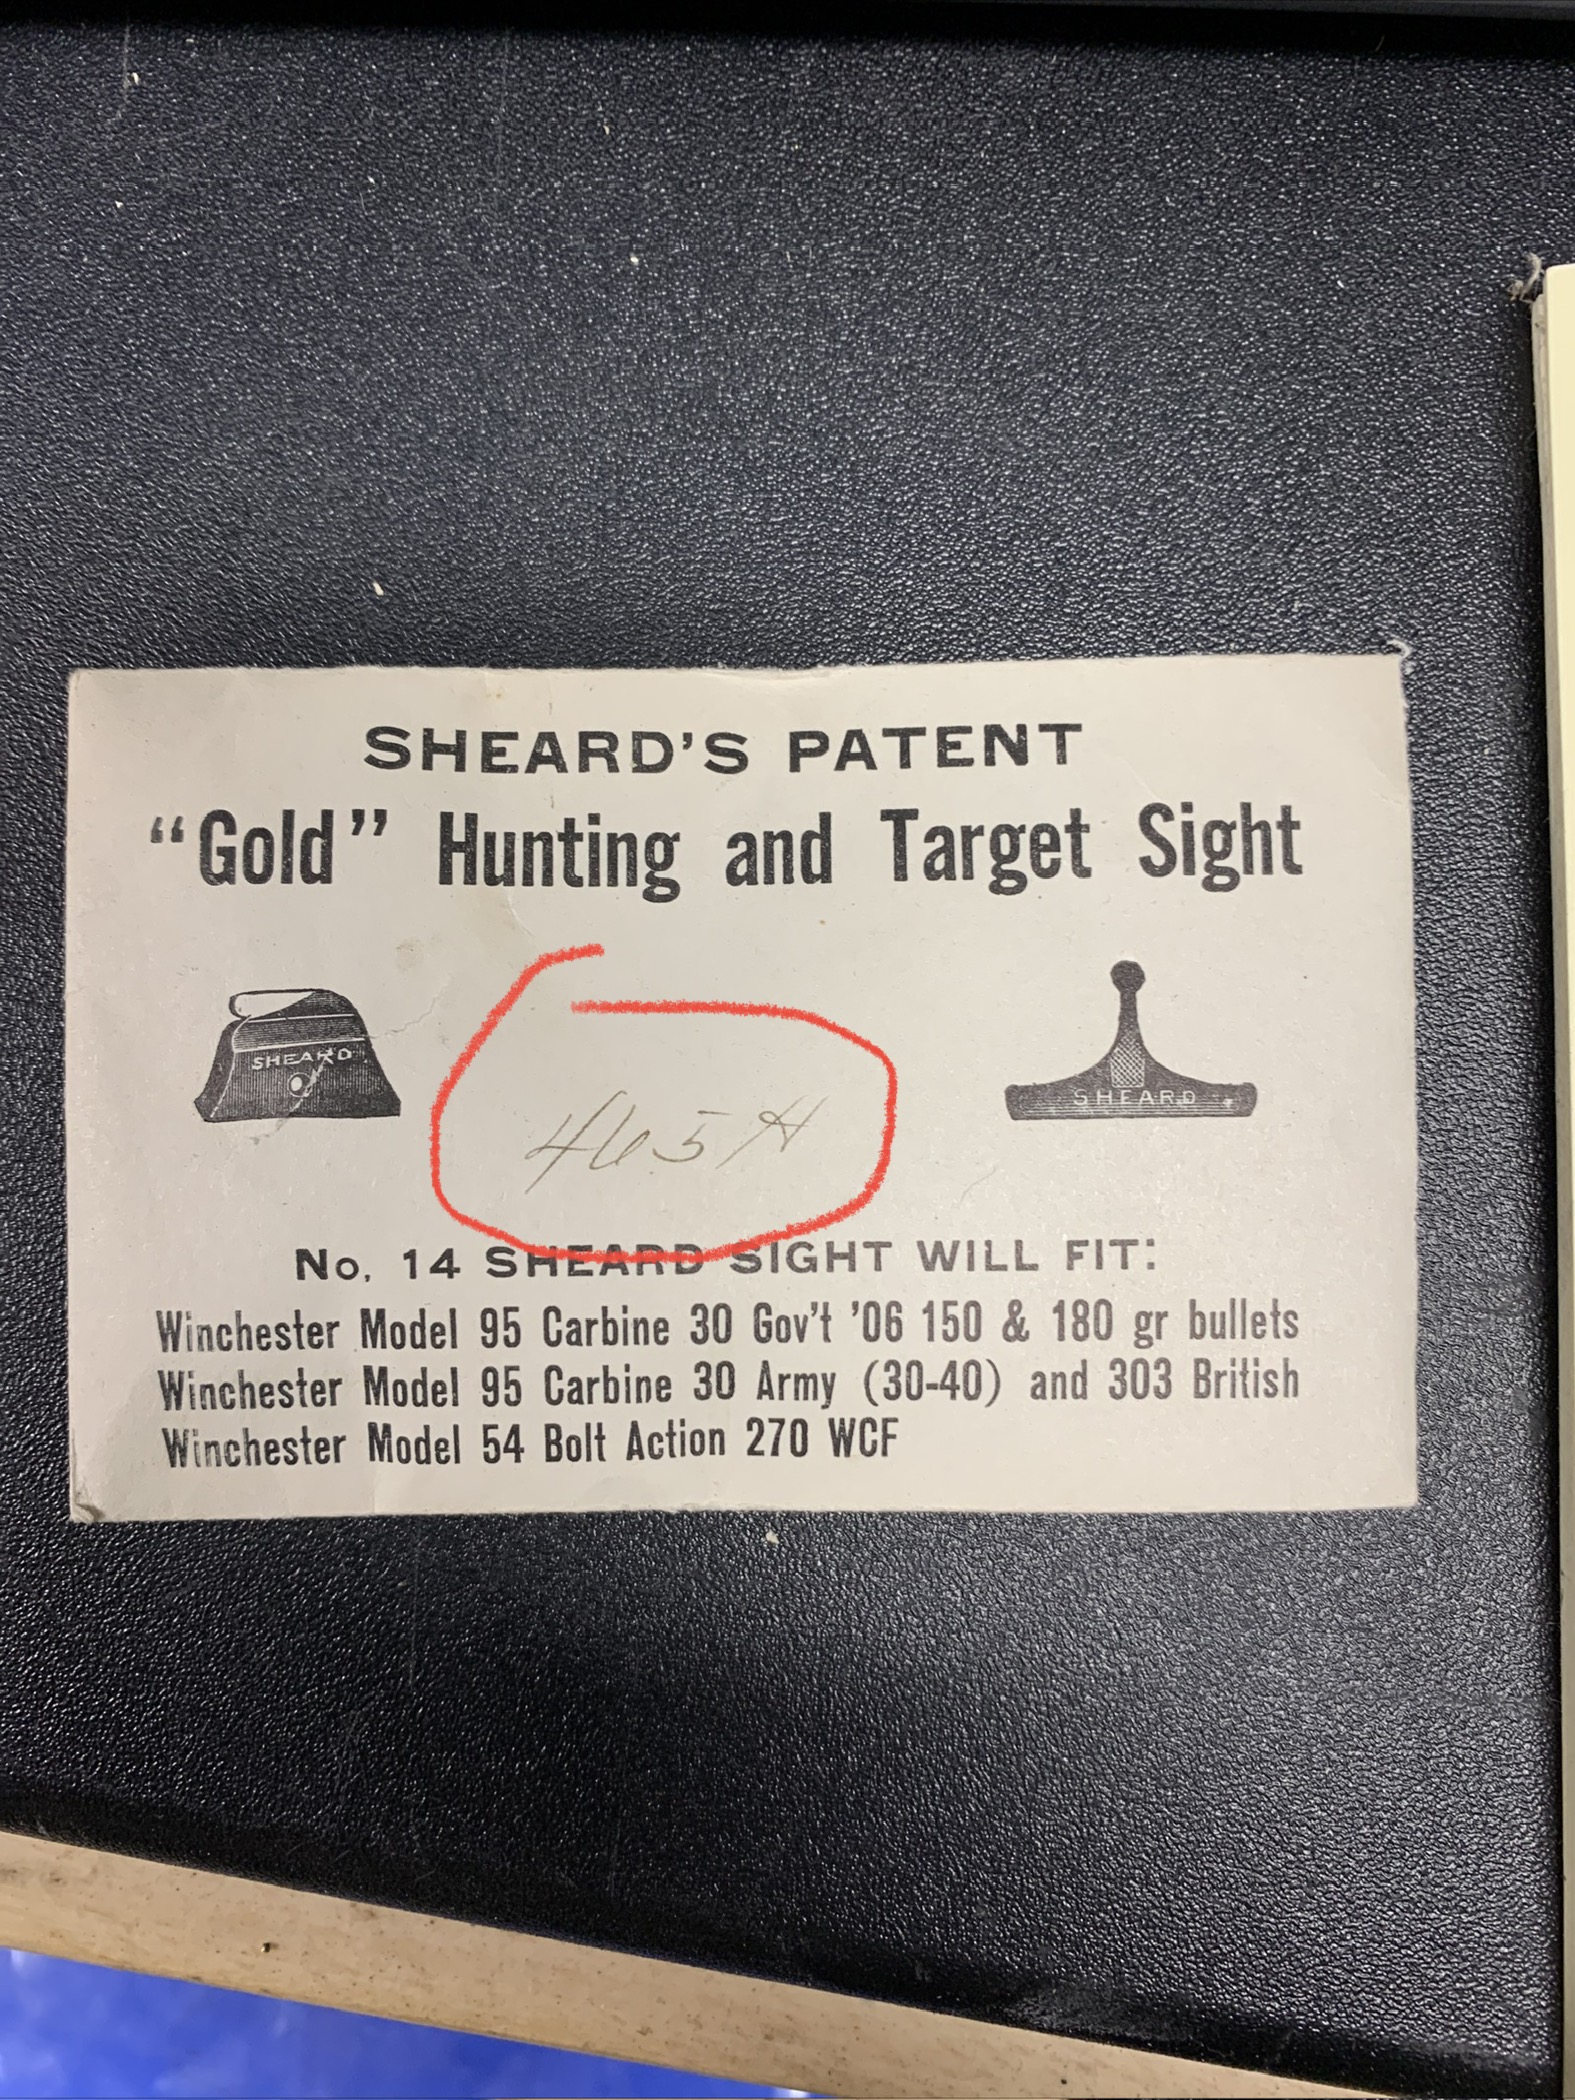 SHEARD'S PATENT
“Gold” Hunting and Target Sight
SHEARD
SHEARD
465 H
No. 14 SHEARD SIGHT WILL FIT:
Winchester Model 95 Carbine 30 Gov't '06 150 & 180 gr bullets
Winchester Model 95 Carbine 30 Army (30-40) and 303 British
Winchester Model 54 Bolt Action 270 WCF